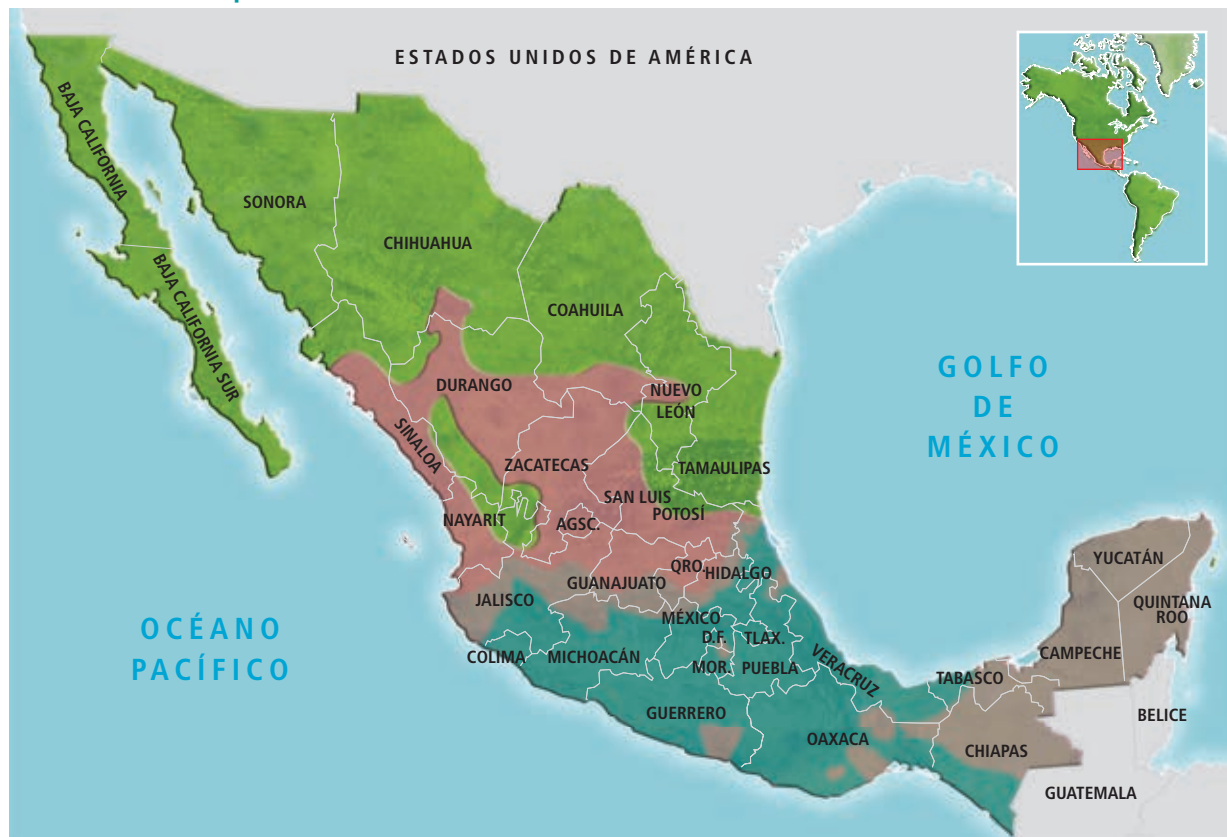 ESTADOS UNIDOS DE AMÉRICA
BAJA CALIFORNIA
SONORA
CHIHUAHUA
COAHUILA
BAJA CALIFORNIA SUR
DURANGO
NUEVO
LEÓN
SINALOA
ZACATECAS
TAMAULIPAS
SAN LUIS
POTOSÍ
NAYARIT
AGSC.
GOLFO
DE
MÉXICO
QRO.
HIDALGO
GUANAJUATO
JALISCO
MÉXICO
D.F.
TLAX.
COLIMA
MICHOACÁN
MOR.
PUEBLA
VERACRUZ
GUERRERO
OAXACA
TABASCO
CHIAPAS
CAMPECHE
YUCATÁN
QUINTANA
ROO
BELICE
GUATEMALA
OCÉANO
PACÍFICO